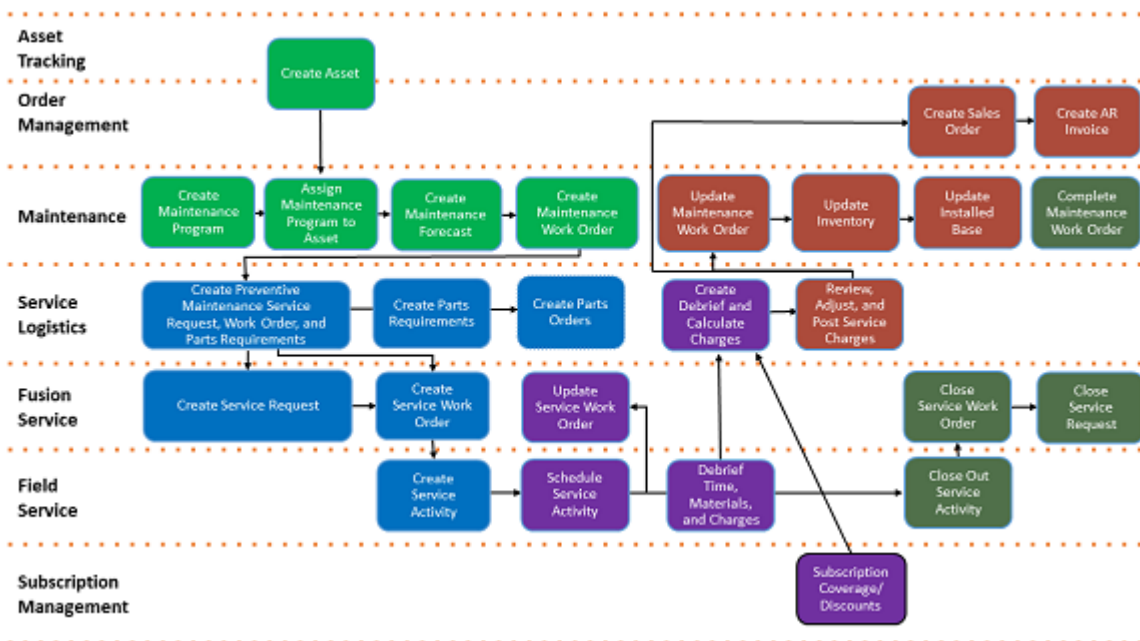 Asset
Tracking
Create Asset
Order
Management
Create Sales
Order
Create AR
Invoice
Maintenance
Create
Maintenance
Program
Assign
Maintenance
Program to
Asset
Create
Maintenance
Forecast
Create
Maintenance
Work Order
Update
Maintenance
Work Order
Update
Inventory
Update
Installed
Base
Complete
Maintenance
Work Order
Service
Logistics
Create Preventive
Maintenance Service
Request, Work Order, and
Parts Requirements
Create Parts
Requirements
Create Parts
Orders
Create
Debrief and
Calculate
Charges
Review,
Adjust, and
Post Service
Charges
Fusion
Service
Create Service Request
Create
Service Work
Order
Update
Service Work
Order
Close
Service Work
Order
Close
Service
Request
Field
Service
Create
Service
Activity
Schedule
Service
Activity
Debrief
Time,
Materials,
and Charges
Close Out
Service
Activity
Subscription
Management
Subscription
Coverage/
Discounts